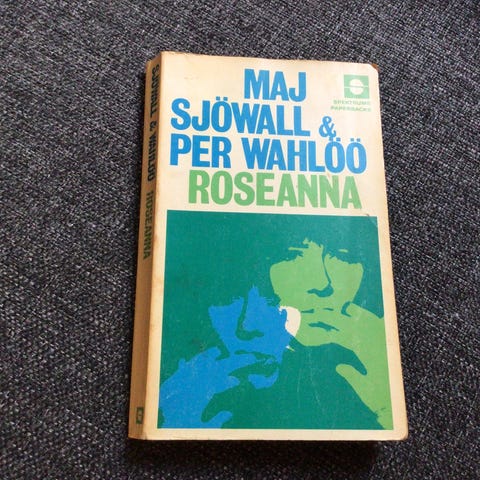 MAJ
SJÖWALL &
PER WAHLÖÖ
ROSEANNA
SPEKTRUMS
PAPERBACKS
SJÖWALL & WAHLÖÖ ROSEANNA